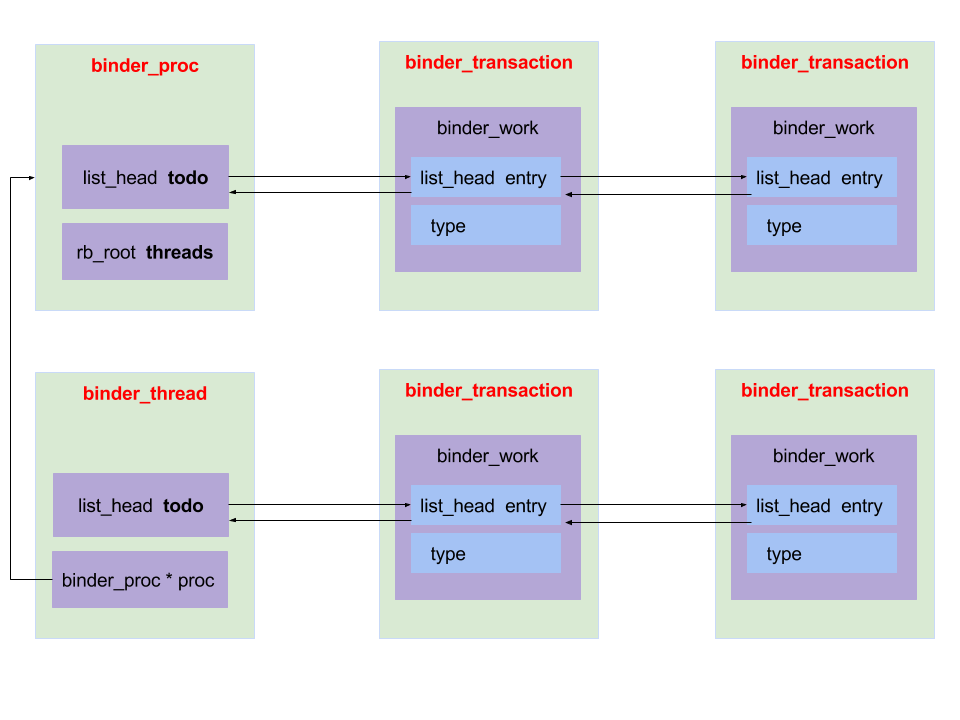 binder_proc
list_head todo
rb_root threads
binder_transaction
binder_work
list_head entry
type
binder_transaction
binder_work
list_head entry
type
binder_thread
list_head todo
binder_proc * proc
binder_transaction
binder_work
list_head entry
type
binder_transaction
binder_work
list_head entry
type